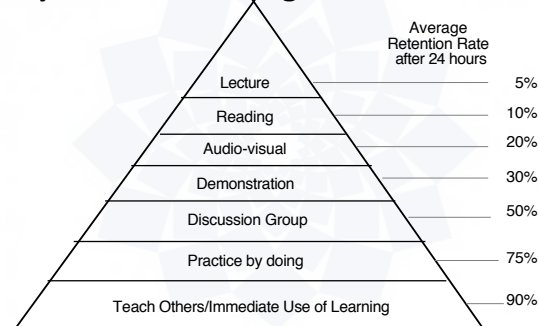 Average
Retention Rate
after 24 hours
Lecture 5%
Reading 10%
Audio-visual 20%
Demonstration 30%
Discussion Group 50%
Practice by doing 75%
Teach Others/Immediate Use of Learning 90%